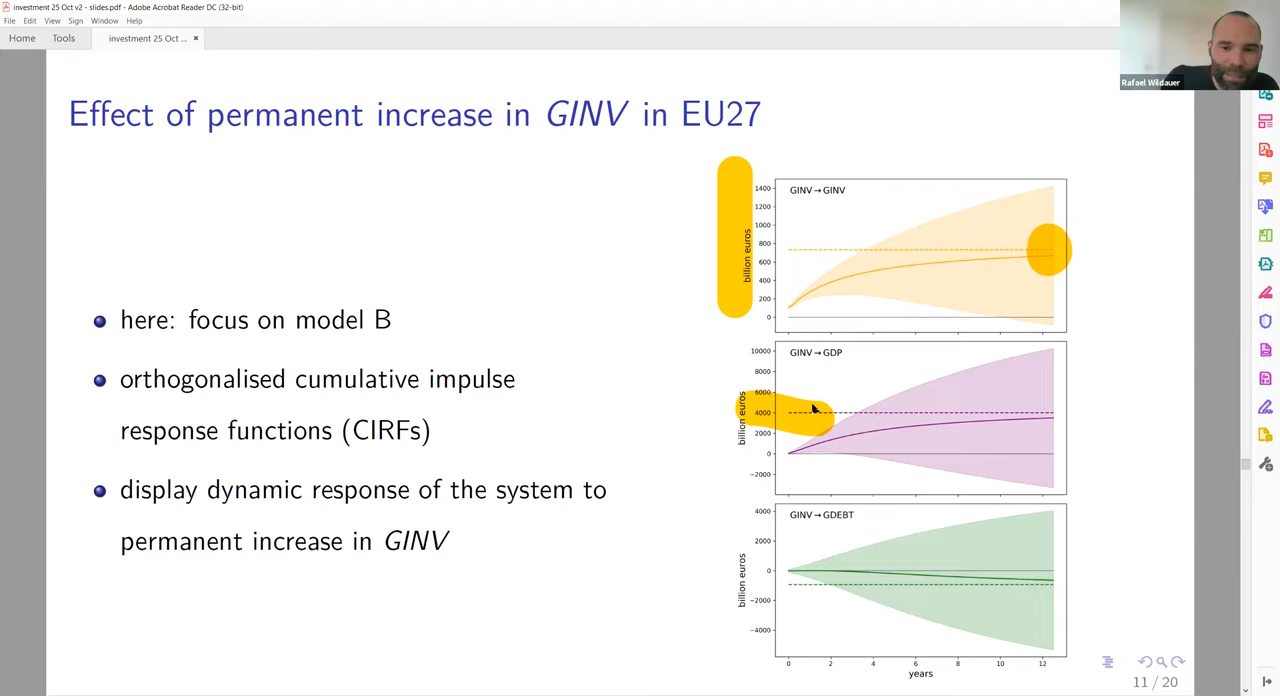 investment 25 Oct v2 - slides.pdf - Adobe Acrobat Reader DC (32-bit)
File Edit View Sign Window Help
Home Tools investment 25 Oct ... ×
Rafael Wildauer
Effect of permanent increase in GINV in EU27
here: focus on model B
orthogonalised cumulative impulse
response functions (CIRFs)
display dynamic response of the system to
permanent increase in GINV
GINV→GINV
billion euros
1400
1200
1000
800
600
400
200
0
GINV→GDP
billion euros
10000
8000
6000
4000
2000
0
−2000
GINV→GDEBT
billion euros
4000
2000
0
−2000
−4000
0 2 4 6 8 10 12
years
11 / 20